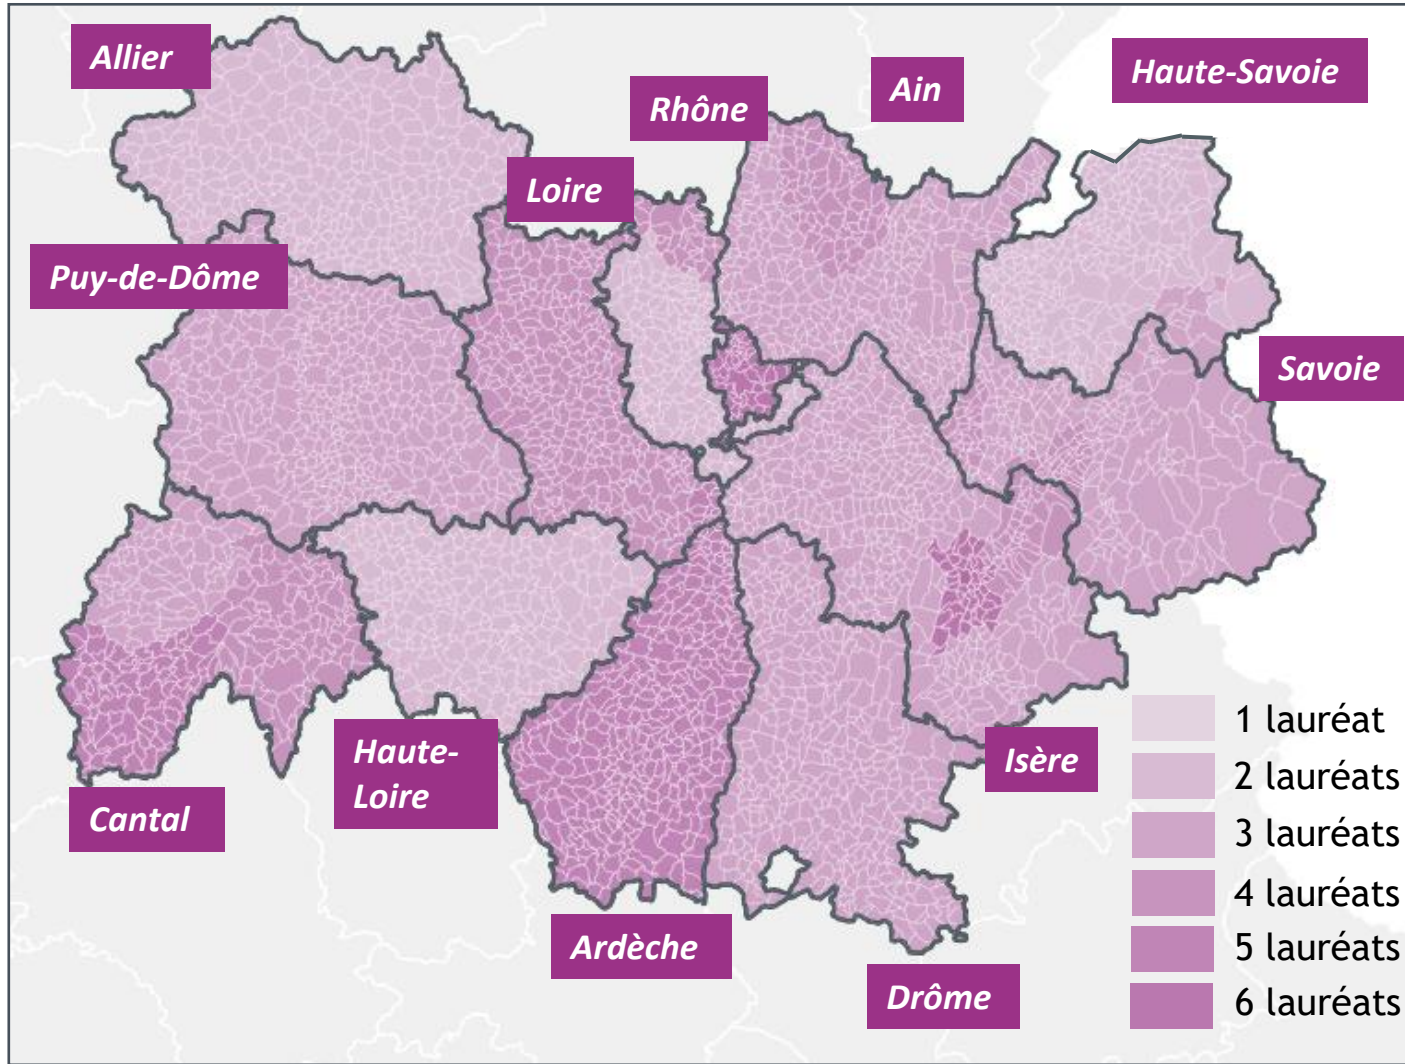 Allier
Haute-Savoie
Ain
Rhône
Loire
Puy-de-Dôme
Savoie
Haute-
Loire
Isère
Cantal
Ardèche
Drôme
1 lauréat
2 lauréats
3 lauréats
4 lauréats
5 lauréats
6 lauréats